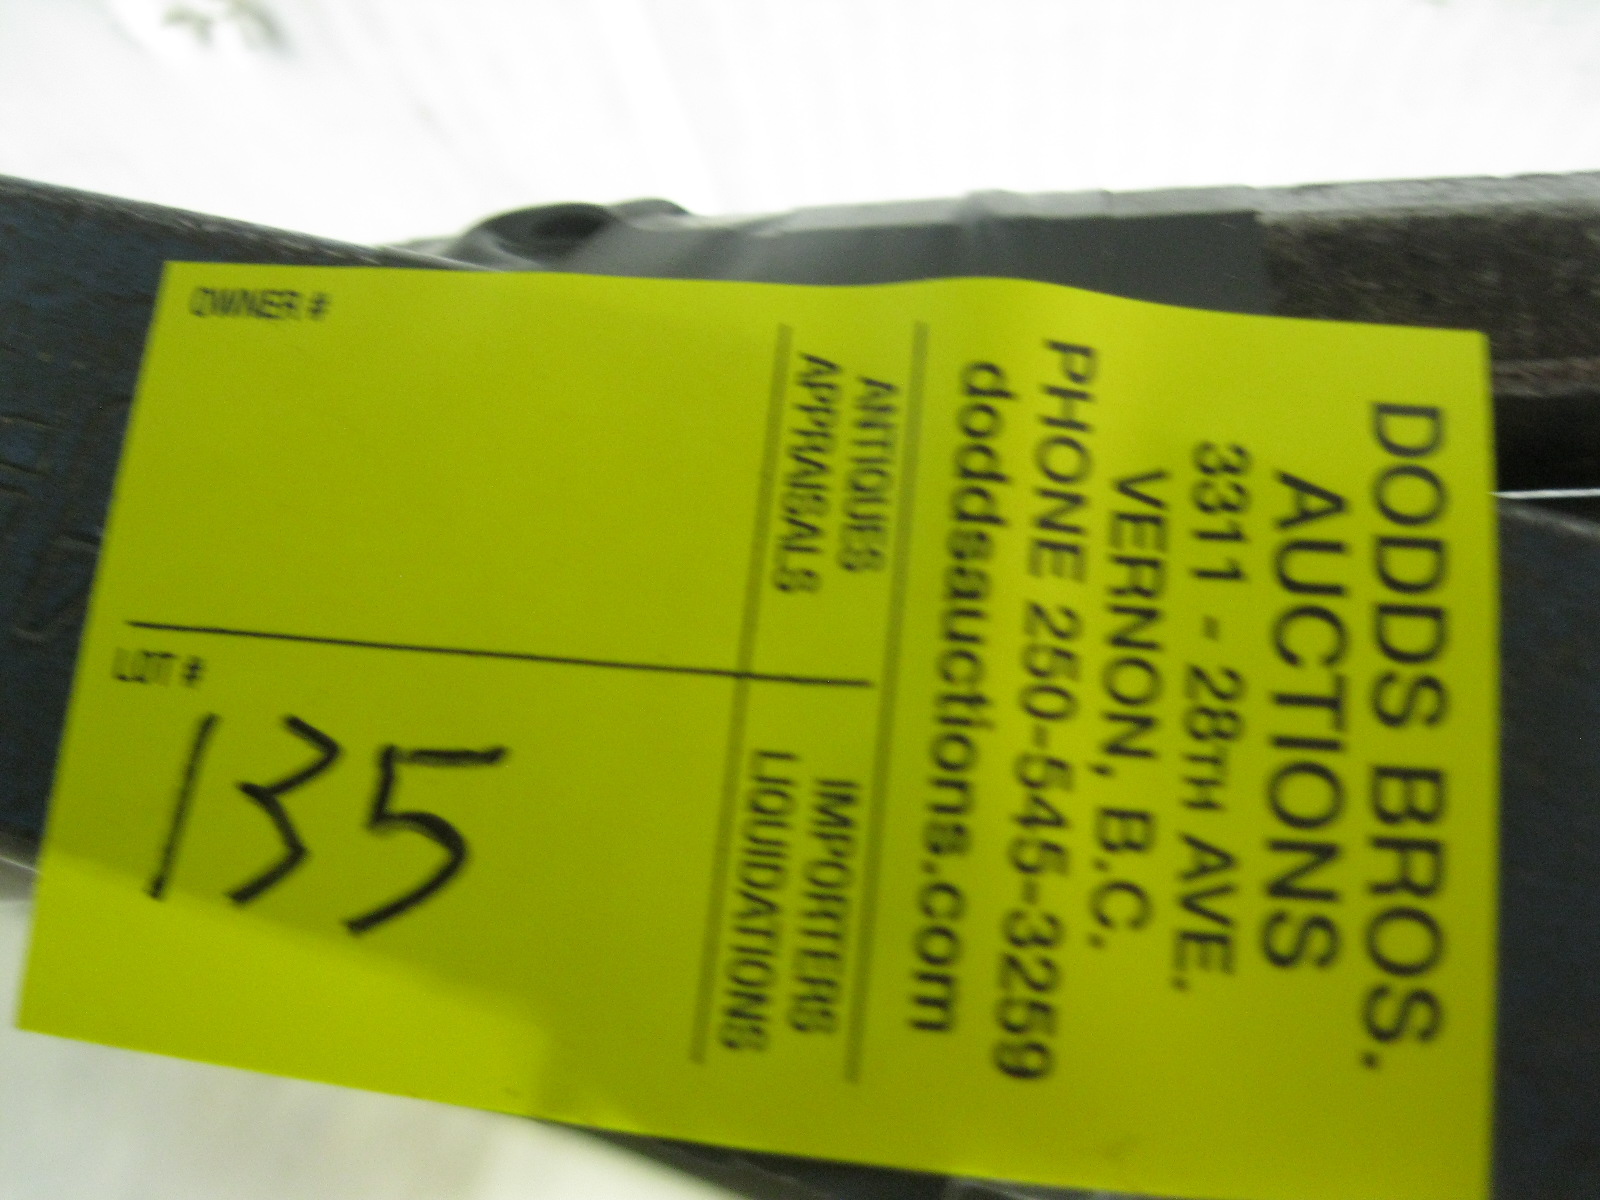 DODDS BROS.
AUCTIONS
3311 - 28TH AVE.
VERNON, B.C.
PHONE 250-545-3259
doddsauctions.com
ANTIQUES
APPRAISALS
IMPORTERS
LIQUIDATIONS
OWNER #
LOT #
135